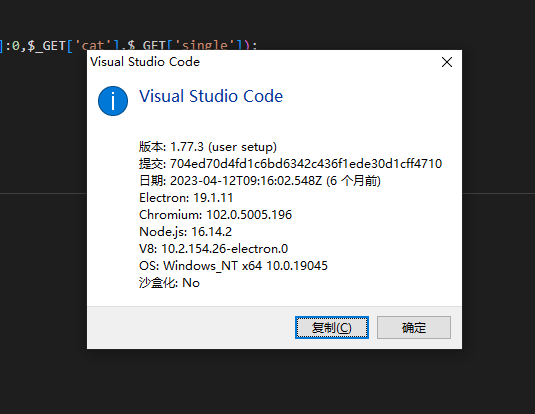 ]:0,$_GET['cat'],$_GET['single']);
Visual Studio Code
Visual Studio Code
版本: 1.77.3 (user setup)
提交: 704ed70d4fd1c6bd6342c436f1ede30d1cff4710
日期: 2023-04-12T09:16:02.548Z (6 个月前)
Electron: 19.1.11
Chromium: 102.0.5005.196
Node.js: 16.14.2
V8: 10.2.154.26-electron.0
OS: Windows_NT x64 10.0.19045
沙盒化: No
复制(C)
确定